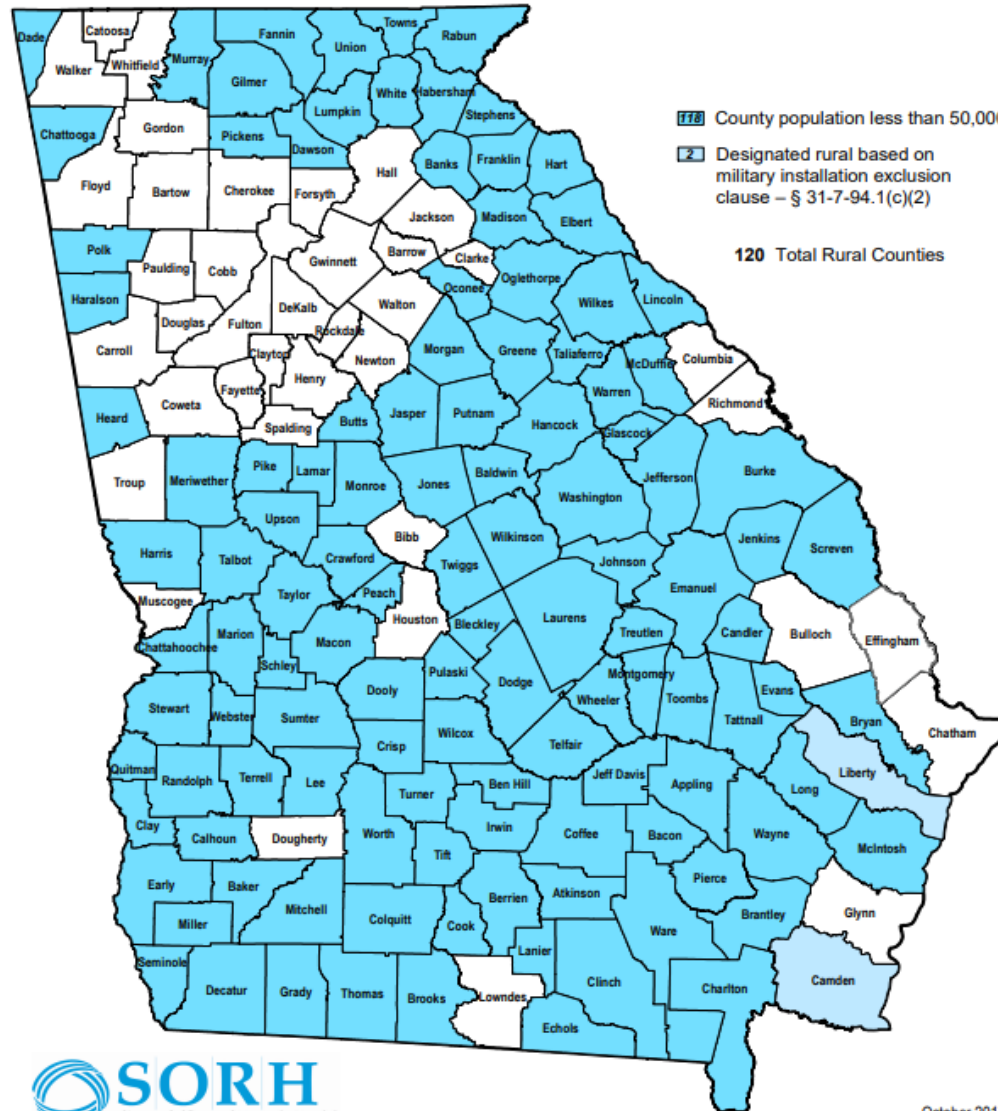 Dade
Catoosa
Walker
Whitfield
Murray
Fannin
Union
Towns
Rabun
Gilmer
White
Habersham
Lumpkin
Stephens
Chattooga
Gordon
Pickens
Dawson
Hall
Banks
Franklin
Hart
Floyd
Bartow
Cherokee
Forsyth
Jackson
Madison
Elbert
118 County population less than 50,000
2 Designated rural based on
military installation exclusion
clause – § 31-7-94.1(c)(2)
120 Total Rural Counties
Polk
Paulding
Cobb
Gwinnett
Barrow
Clarke
Oconee
Oglethorpe
Wilkes
Lincoln
Haralson
Douglas
Fulton
DeKalb
Rockdale
Walton
Carroll
Clayton
Henry
Newton
Morgan
Greene
Taliaferro
McDuffie
Columbia
Heard
Coweta
Fayette
Spalding
Butts
Jasper
Putnam
Hancock
Warren
Glascock
Richmond
Troup
Meriwether
Pike
Lamar
Monroe
Jones
Baldwin
Washington
Jefferson
Burke
Upson
Bibb
Wilkinson
Jenkins
Screven
Harris
Talbot
Crawford
Twiggs
Johnson
Emanuel
Muscogee
Taylor
Peach
Houston
Bleckley
Laurens
Treutlen
Candler
Bulloch
Effingham
Chattahoochee
Marion
Schley
Macon
Pulaski
Dodge
Wheeler
Montgomery
Toombs
Evans
Tattnall
Bryan
Chatham
Stewart
Webster
Sumter
Dooly
Crisp
Wilcox
Telfair
Liberty
Quitman
Randolph
Terrell
Lee
Turner
Ben Hill
Jeff Davis
Appling
Long
Clay
Calhoun
Dougherty
Worth
Tift
Irwin
Coffee
Bacon
Wayne
McIntosh
Early
Baker
Mitchell
Miller
Colquitt
Cook
Berrien
Atkinson
Pierce
Ware
Brantley
Glynn
Seminole
Decatur
Grady
Thomas
Brooks
Lowndes
Lanier
Clinch
Echols
Charlton
Camden
SORH